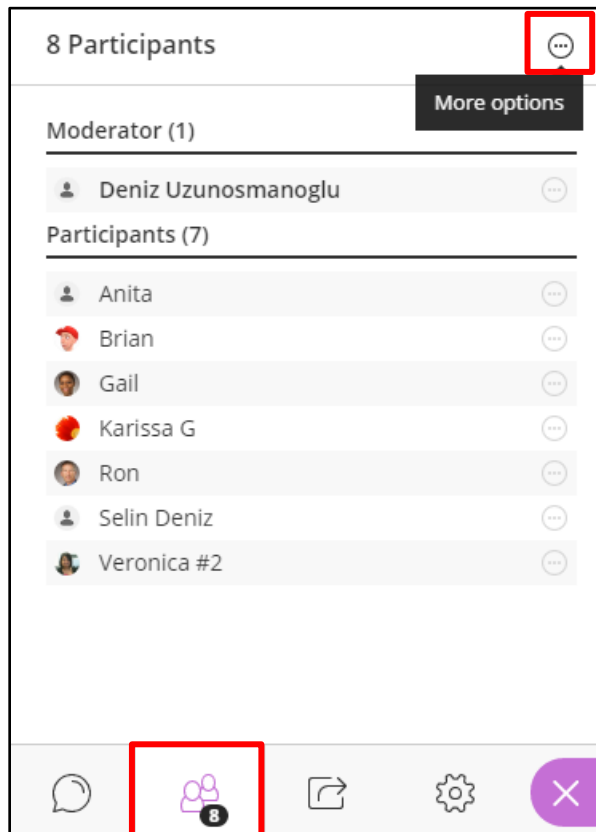 8 Participants
More options
Moderator (1)
Deniz Uzunosmanoglu
Participants (7)
Anita
Brian
Gail
Karissa G
Ron
Selin Deniz
Veronica #2
8